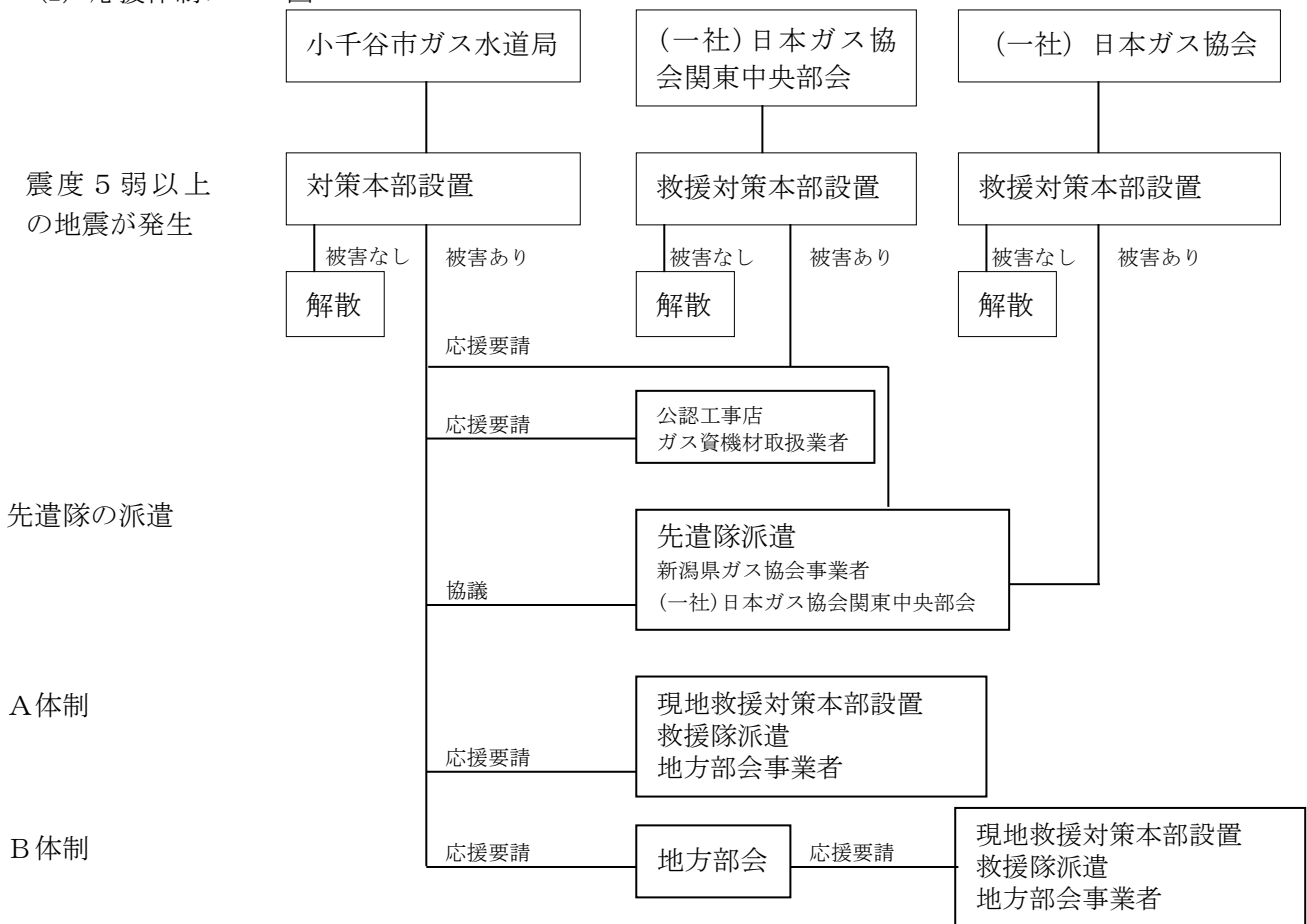 小千谷市ガス水道局
(一社)日本ガス協
会関東中央部会
(一社) 日本ガス協会
震度５弱以上
の地震が発生
対策本部設置
救援対策本部設置
救援対策本部設置
被害なし
被害あり
被害なし
被害あり
被害なし
被害あり
解散
解散
解散
応援要請
応援要請
公認工事店
ガス資機材取扱業者
先遣隊の派遣
先遣隊派遣
新潟県ガス協会事業者
(一社)日本ガス協会関東中央部会
協議
Ａ体制
現地救援対策本部設置
救援隊派遣
地方部会事業者
応援要請
Ｂ体制
応援要請
地方部会
応援要請
現地救援対策本部設置
救援隊派遣
地方部会事業者